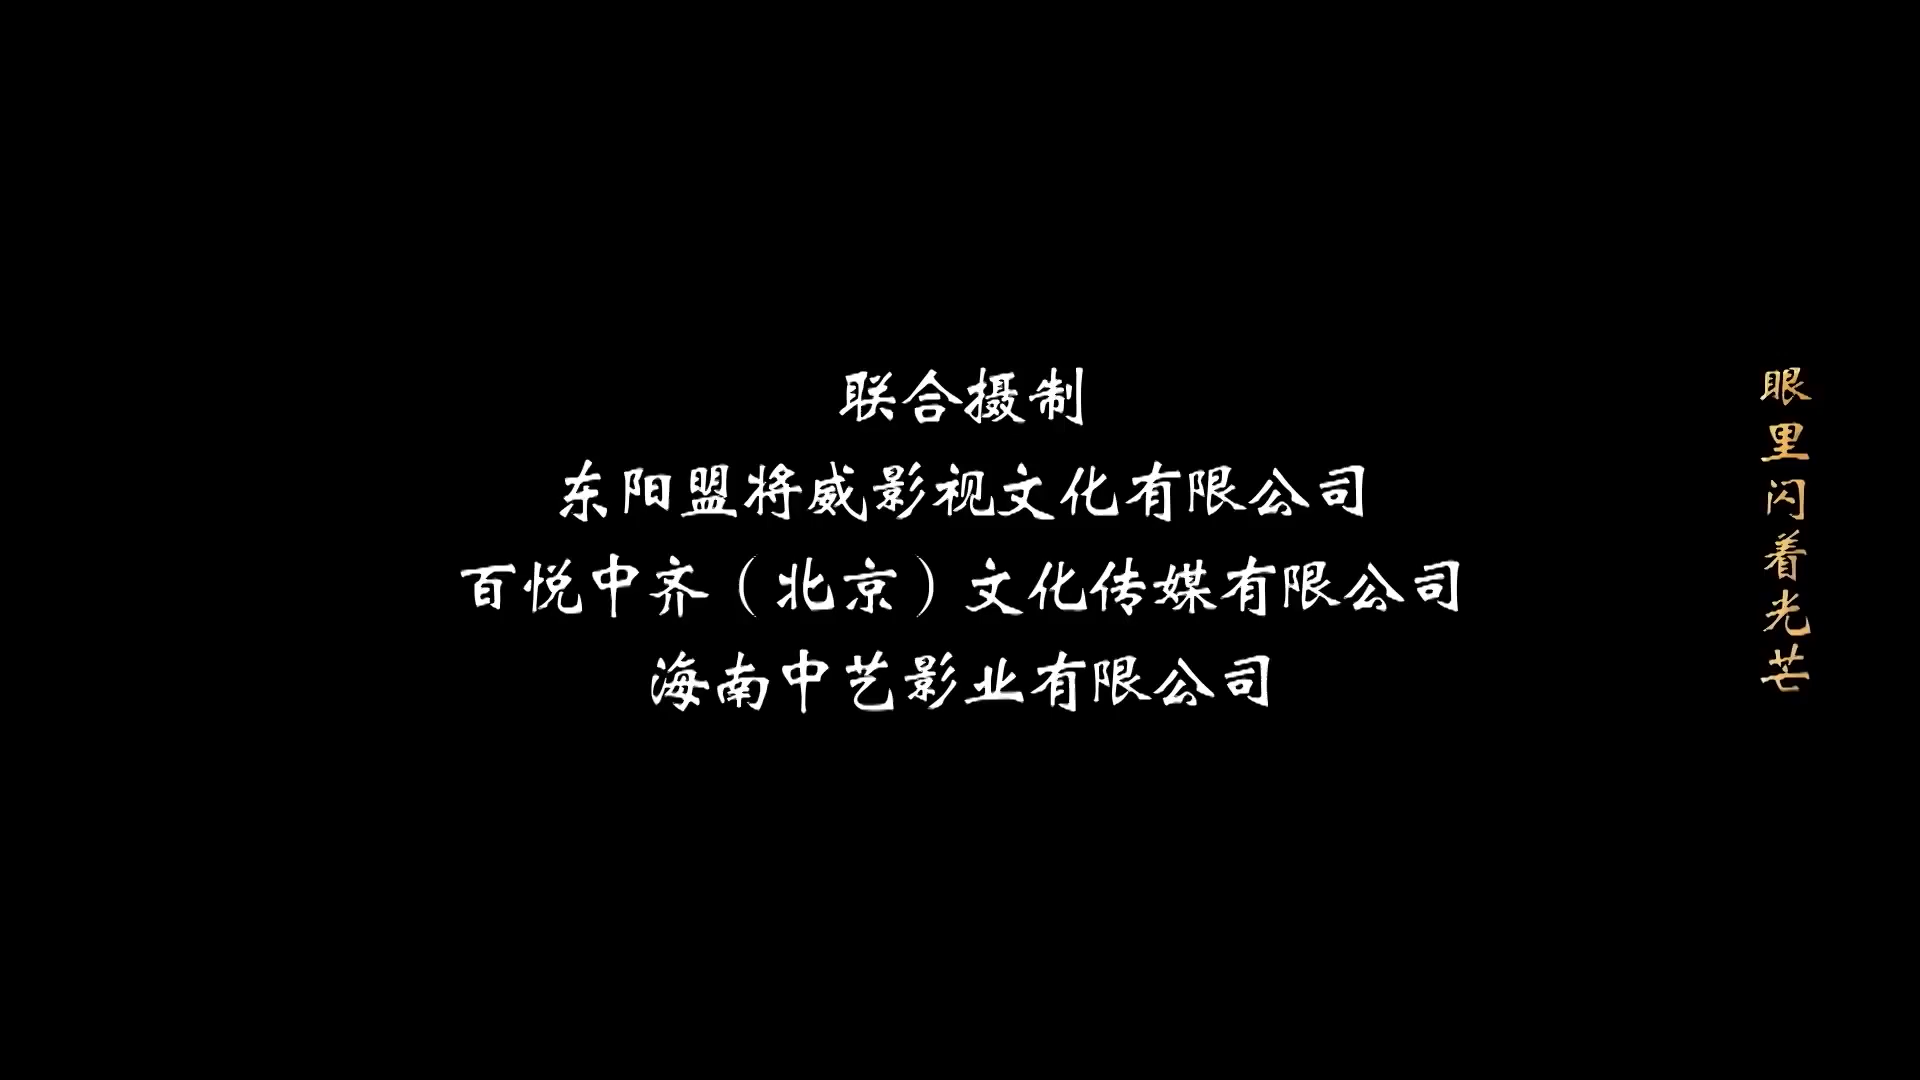 联合摄制
东阳盟将威影视文化有限公司
百悦中齐（北京）文化传媒有限公司
海南中艺影业有限公司
眼里闪着光芒